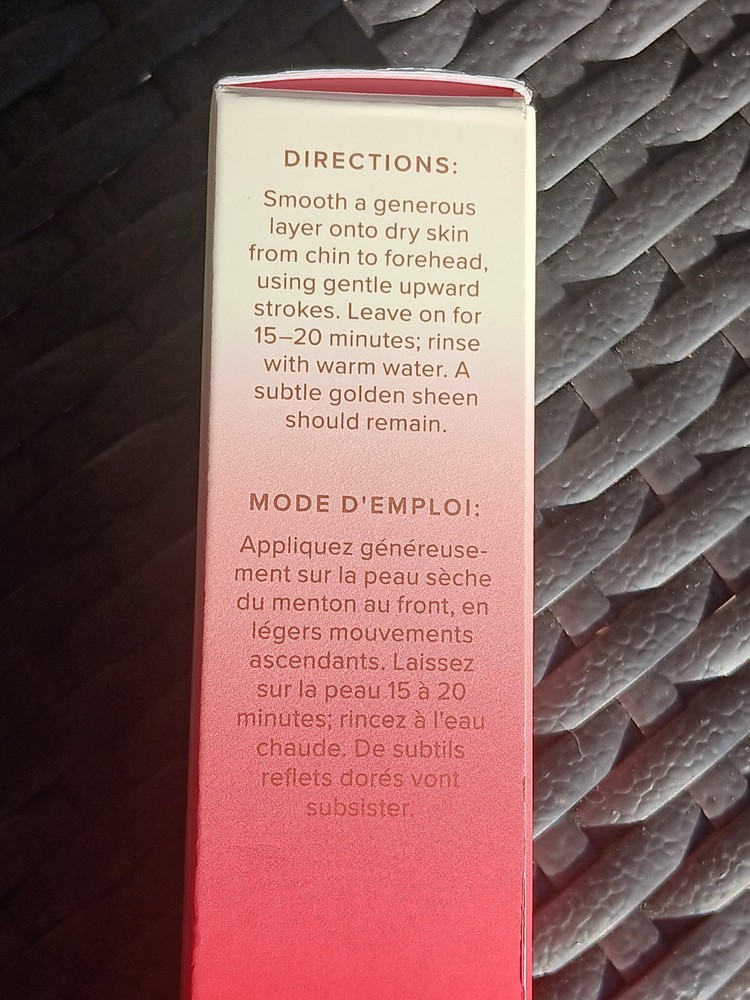 DIRECTIONS:
Smooth a generous
layer onto dry skin
from chin to forehead,
using gentle upward
strokes. Leave on for
15–20 minutes; rinse
with warm water. A
subtle golden sheen
should remain.
MODE D'EMPLOI:
Appliquez généreuse-
ment sur la peau sèche
du menton au front, en
légers mouvements
ascendants. Laissez
sur la peau 15 à 20
minutes; rincez à l'eau
chaude. De subtils
reflets dorés vont
subsister.